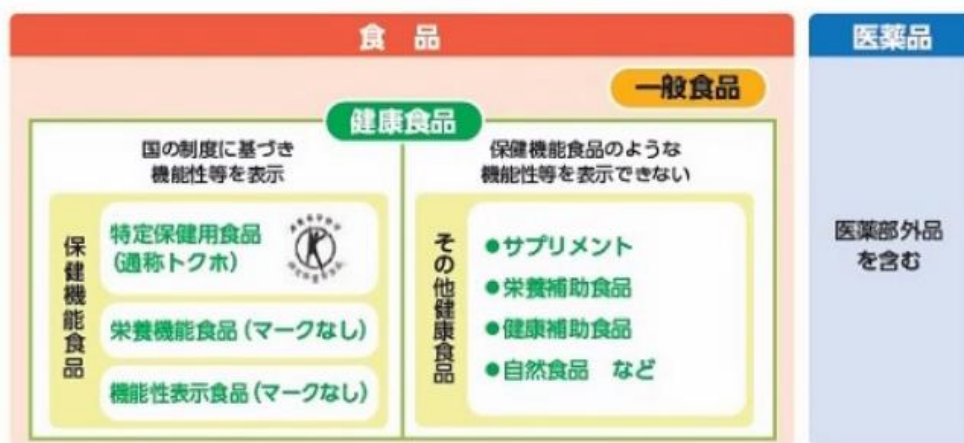 食品
医薬品
一般食品
健康食品
国の制度に基づき
機能性等を表示
保健機能食品
特定保健用食品
(通称トクホ)
栄養機能食品(マークなし)
機能性表示食品(マークなし)
保健機能食品のような
機能性等を表示できない
その他健康食品
●サプリメント
●栄養補助食品
●健康補助食品
●自然食品 など
医薬部外品
を含む